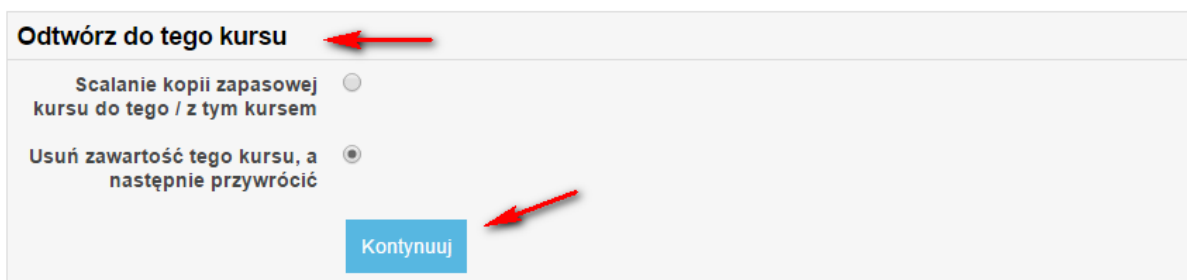 Odtwórz do tego kursu
Scalanie kopii zapasowej
kursu do tego / z tym kursem
Usuń zawartość tego kursu, a
następnie przywrócić
Kontynuuj